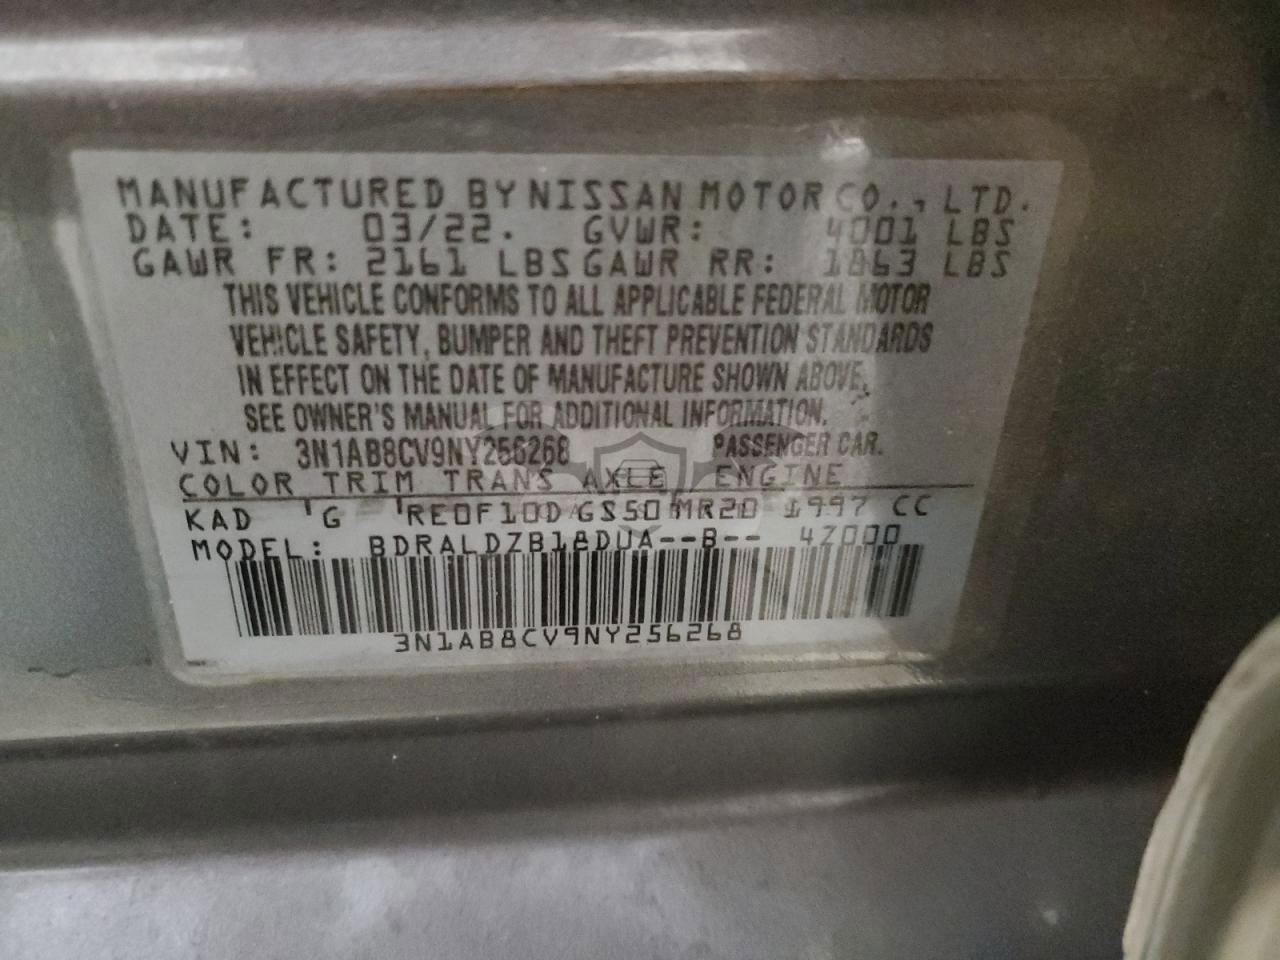 MANUFACTURED BY NISSAN MOTOR CO., LTD.
DATE: 03/22. GVWR: 4001 LBS
GAWR FR: 2161 LBS GAWR RR: 1863 LBS
THIS VEHICLE CONFORMS TO ALL APPLICABLE FEDERAL MOTOR
VEHICLE SAFETY, BUMPER AND THEFT PREVENTION STANDARDS
IN EFFECT ON THE DATE OF MANUFACTURE SHOWN ABOVE.
SEE OWNER'S MANUAL FOR ADDITIONAL INFORMATION.
VIN: 3N1AB8CV9NY256268 PASSENGER CAR.
COLOR TRIM TRANS AXLE ENGINE
KAD 'G 'RE0F10D GS50 MR20 1997 CC
MODEL: BDRALDZB18DUA--B-- 4Z000
3N1AB8CV9NY256268